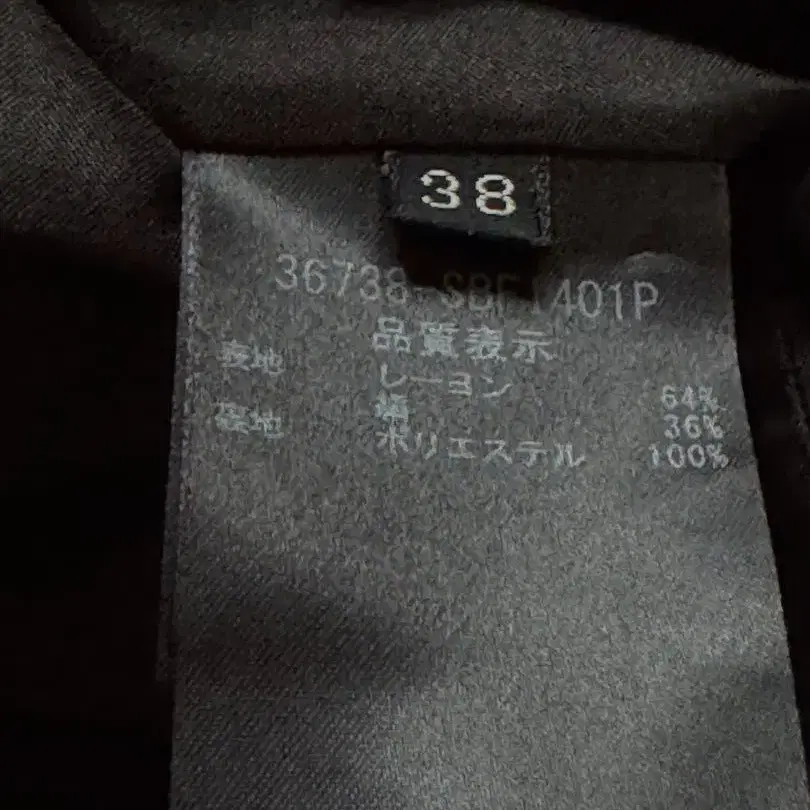 38
36738-SBF1401P
品質表示
表地 レーヨン 64%
36%
裏地 ポリエステル 100%